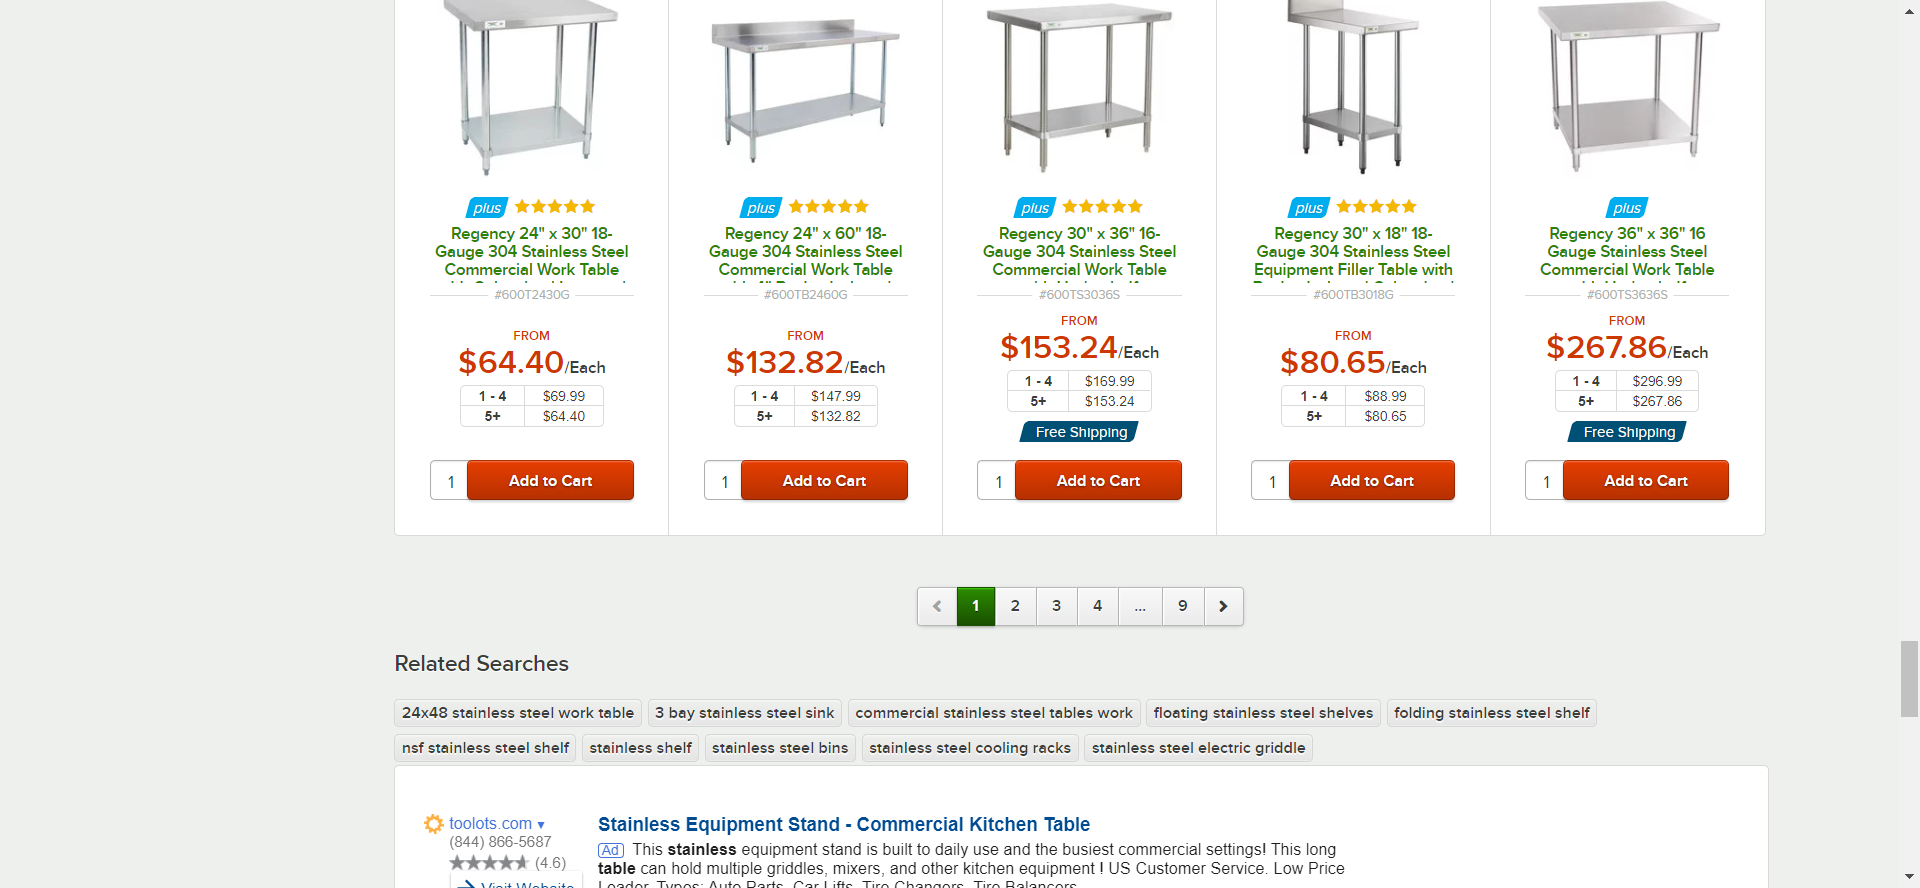 plus
Regency 24" x 30" 18-
Gauge 304 Stainless Steel
Commercial Work Table
#600T2430G
FROM
$64.40/Each
1 - 4 $69.99
5+ $64.40
1 Add to Cart
plus
Regency 24" x 60" 18-
Gauge 304 Stainless Steel
Commercial Work Table
#600TB2460G
FROM
$132.82/Each
1 - 4 $147.99
5+ $132.82
1 Add to Cart
plus
Regency 30" x 36" 16-
Gauge 304 Stainless Steel
Commercial Work Table
#600TS3036S
FROM
$153.24/Each
1 - 4 $169.99
5+ $153.24
Free Shipping
1 Add to Cart
plus
Regency 30" x 18" 18-
Gauge 304 Stainless Steel
Equipment Filler Table with
#600TB3018G
FROM
$80.65/Each
1 - 4 $88.99
5+ $80.65
1 Add to Cart
plus
Regency 36" x 36" 16
Gauge Stainless Steel
Commercial Work Table
#600TS3636S
FROM
$267.86/Each
1 - 4 $296.99
5+ $267.86
Free Shipping
1 Add to Cart
1 2 3 4 ... 9
Related Searches
24x48 stainless steel work table 3 bay stainless steel sink commercial stainless steel tables work floating stainless steel shelves folding stainless steel shelf
nsf stainless steel shelf stainless shelf stainless steel bins stainless steel cooling racks stainless steel electric griddle
toolots.com
(844) 866-5687
(4.6)
Visit Website
Stainless Equipment Stand - Commercial Kitchen Table
Ad This stainless equipment stand is built to daily use and the busiest commercial settings! This long
table can hold multiple griddles, mixers, and other kitchen equipment ! US Customer Service. Low Price
Leader. Types: Auto Parts, Car Lifts, Tire Changers, Tire Balancers